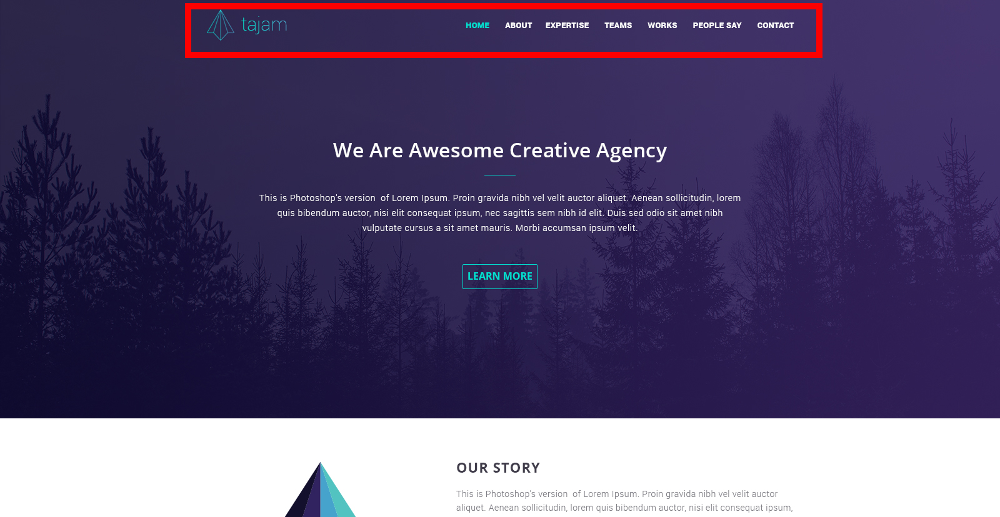 tajam
HOME ABOUT EXPERTISE TEAMS WORKS PEOPLE SAY CONTACT
We Are Awesome Creative Agency
This is Photoshop's version of Lorem Ipsum. Proin gravida nibh vel velit auctor aliquet. Aenean sollicitudin, lorem
quis bibendum auctor, nisi elit consequat ipsum, nec sagittis sem nibh id elit. Duis sed odio sit amet nibh
vulputate cursus a sit amet mauris. Morbi accumsan ipsum velit.
LEARN MORE
OUR STORY
This is Photoshop's version of Lorem Ipsum. Proin gravida nibh vel velit auctor
aliquet. Aenean sollicitudin, lorem quis bibendum auctor, nisi elit consequat ipsum,